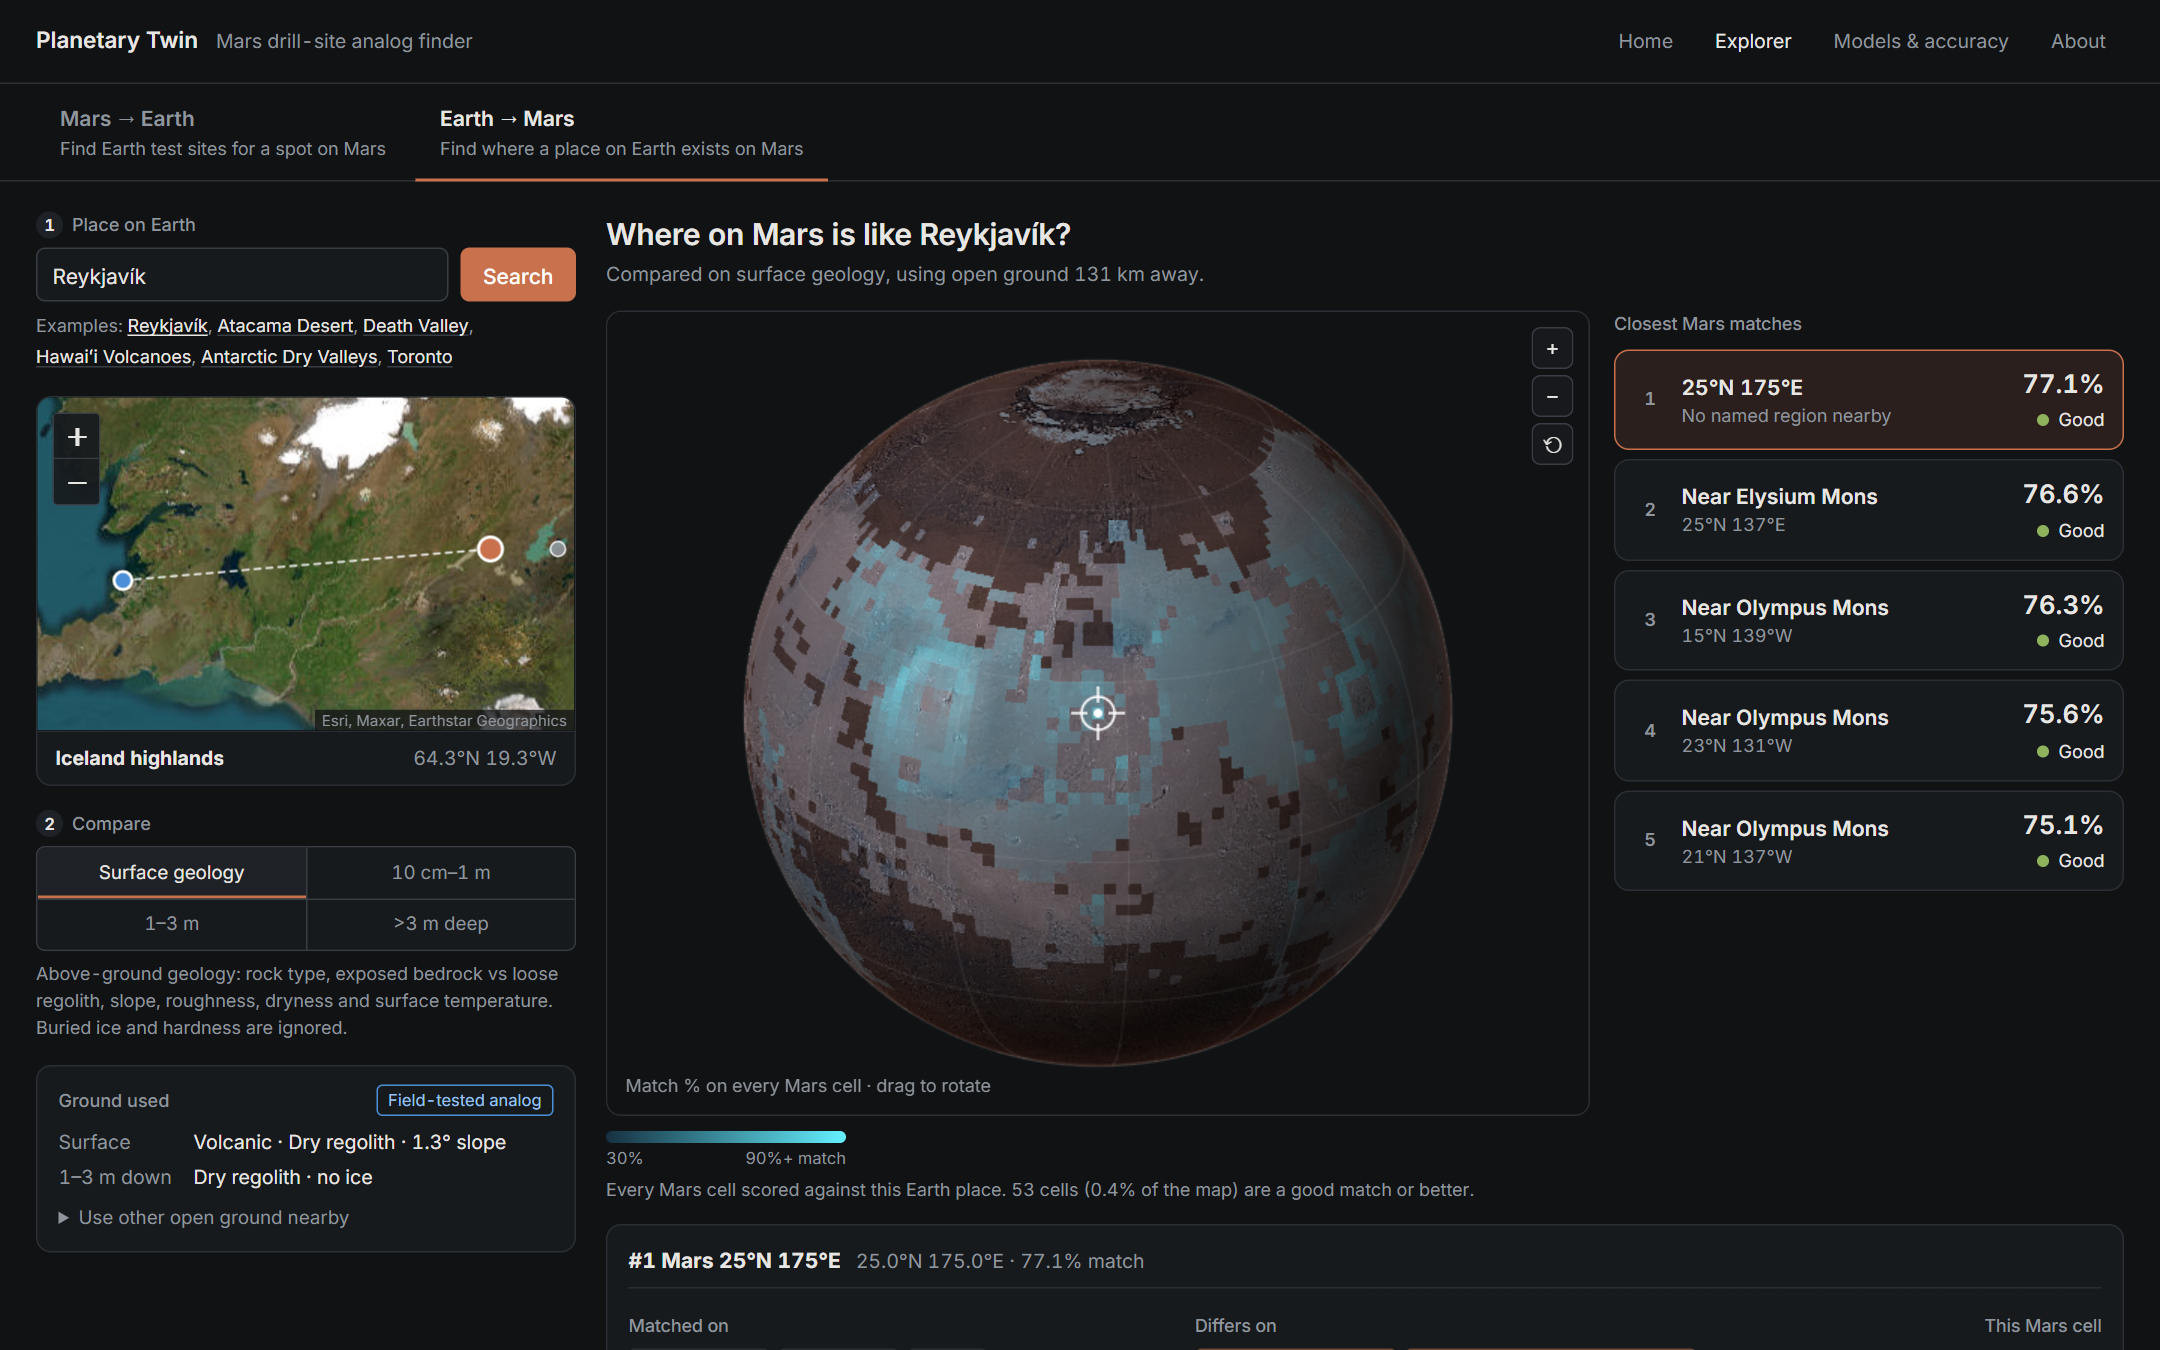 Planetary Twin Mars drill-site analog finder
Home Explorer Models & accuracy About
Mars → Earth
Find Earth test sites for a spot on Mars
Earth → Mars
Find where a place on Earth exists on Mars
1 Place on Earth
Reykjavík
Search
Examples: Reykjavík, Atacama Desert, Death Valley,
Hawaiʻi Volcanoes, Antarctic Dry Valleys, Toronto
+
−
Esri, Maxar, Earthstar Geographics
Iceland highlands 64.3°N 19.3°W
2 Compare
Surface geology 10 cm–1 m
1–3 m >3 m deep
Above-ground geology: rock type, exposed bedrock vs loose
regolith, slope, roughness, dryness and surface temperature.
Buried ice and hardness are ignored.
Ground used Field-tested analog
Surface Volcanic · Dry regolith · 1.3° slope
1–3 m down Dry regolith · no ice
▶ Use other open ground nearby
Where on Mars is like Reykjavík?
Compared on surface geology, using open ground 131 km away.
+
−
Match % on every Mars cell · drag to rotate
30% 90%+ match
Every Mars cell scored against this Earth place. 53 cells (0.4% of the map) are a good match or better.
Closest Mars matches
1 25°N 175°E 77.1%
No named region nearby Good
2 Near Elysium Mons 76.6%
25°N 137°E Good
3 Near Olympus Mons 76.3%
15°N 139°W Good
4 Near Olympus Mons 75.6%
23°N 131°W Good
5 Near Olympus Mons 75.1%
21°N 137°W Good
#1 Mars 25°N 175°E 25.0°N 175.0°E · 77.1% match
Matched on Differs on This Mars cell